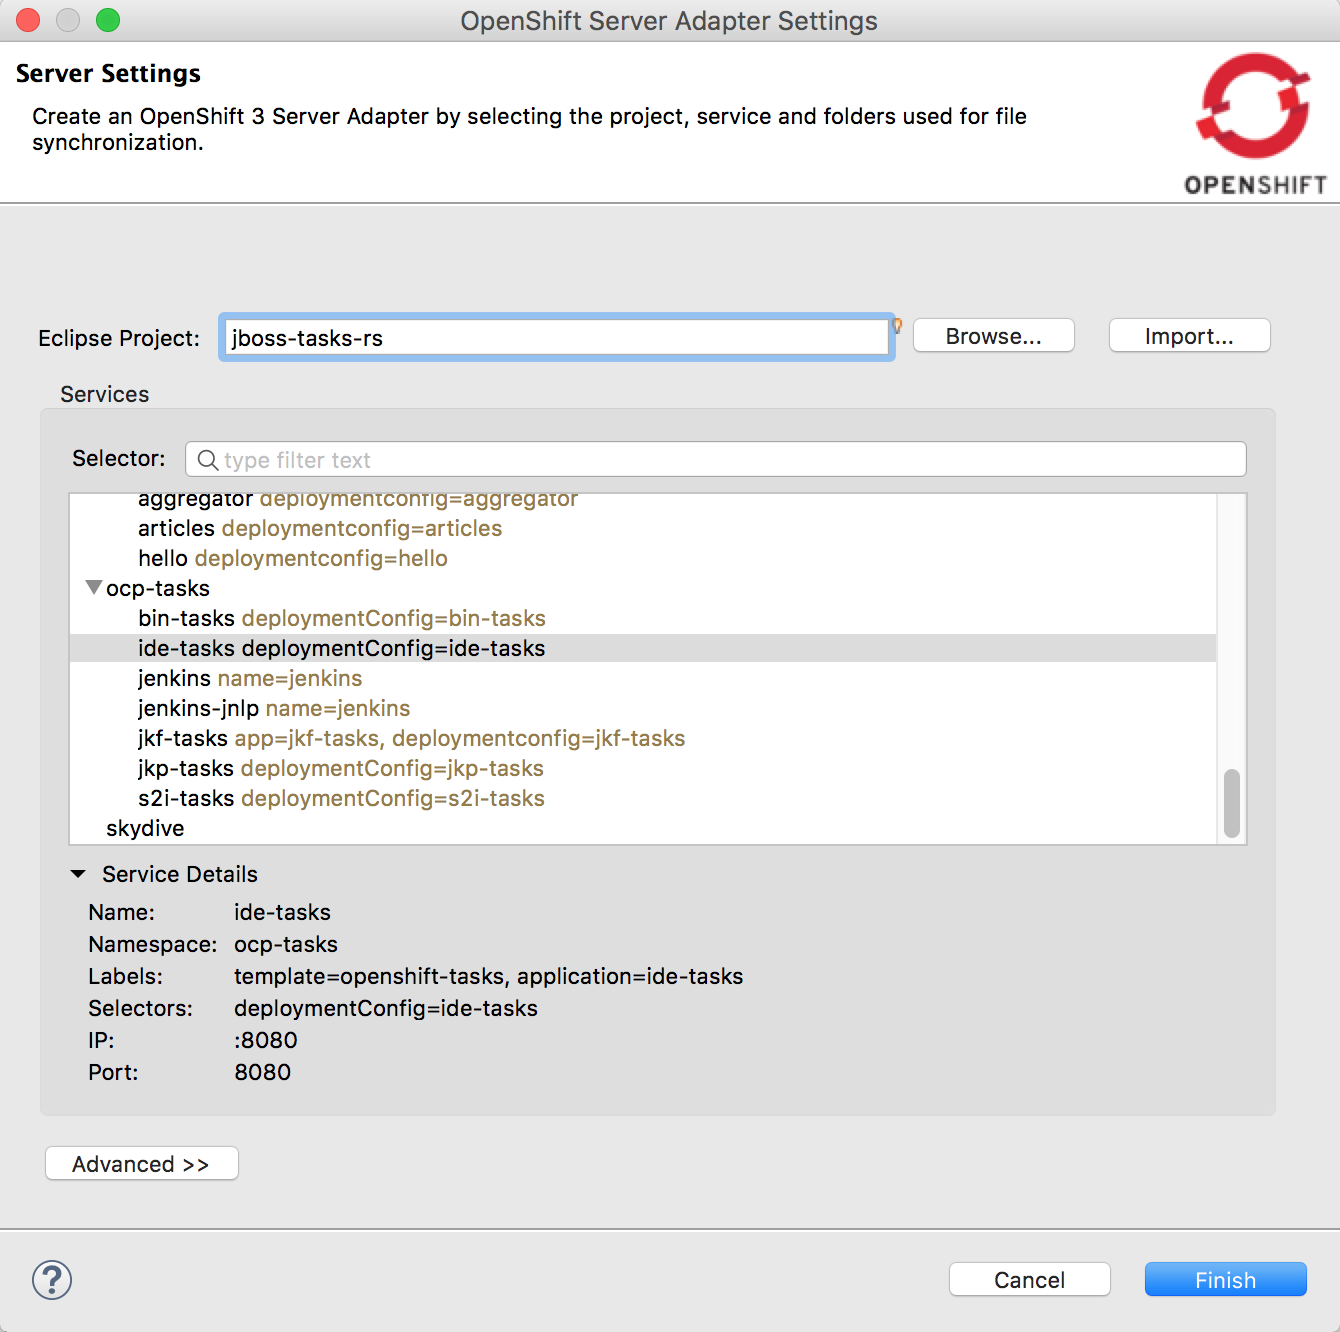 OpenShift Server Adapter Settings
Server Settings
Create an OpenShift 3 Server Adapter by selecting the project, service and folders used for file
synchronization.
OPENSHIFT
Eclipse Project: jboss-tasks-rs Browse... Import...
Services
Selector: type filter text
aggregator deploymentconfig=aggregator
articles deploymentconfig=articles
hello deploymentconfig=hello
ocp-tasks
bin-tasks deploymentConfig=bin-tasks
ide-tasks deploymentConfig=ide-tasks
jenkins name=jenkins
jenkins-jnlp name=jenkins
jkf-tasks app=jkf-tasks, deploymentconfig=jkf-tasks
jkp-tasks deploymentConfig=jkp-tasks
s2i-tasks deploymentConfig=s2i-tasks
skydive
Service Details
Name: ide-tasks
Namespace: ocp-tasks
Labels: template=openshift-tasks, application=ide-tasks
Selectors: deploymentConfig=ide-tasks
IP: :8080
Port: 8080
Advanced >>
? Cancel Finish